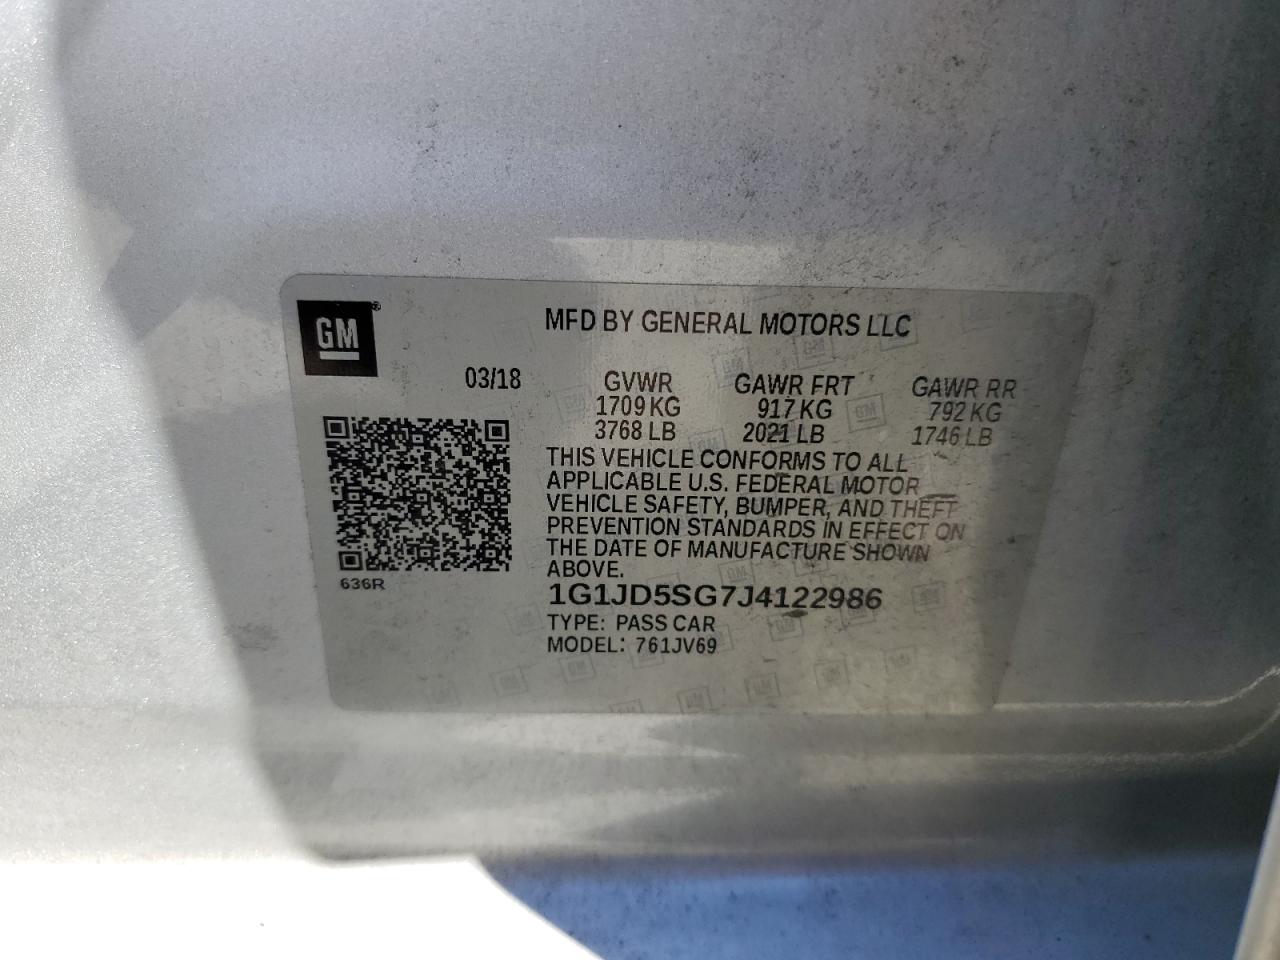 GM®
MFD BY GENERAL MOTORS LLC
03/18 GVWR GAWR FRT GAWR RR
1709 KG 917 KG 792 KG
3768 LB 2021 LB 1746 LB
THIS VEHICLE CONFORMS TO ALL
APPLICABLE U.S. FEDERAL MOTOR
VEHICLE SAFETY, BUMPER, AND THEFT
PREVENTION STANDARDS IN EFFECT ON
THE DATE OF MANUFACTURE SHOWN
ABOVE.
636R
1G1JD5SG7J4122986
TYPE: PASS CAR
MODEL: 761JV69